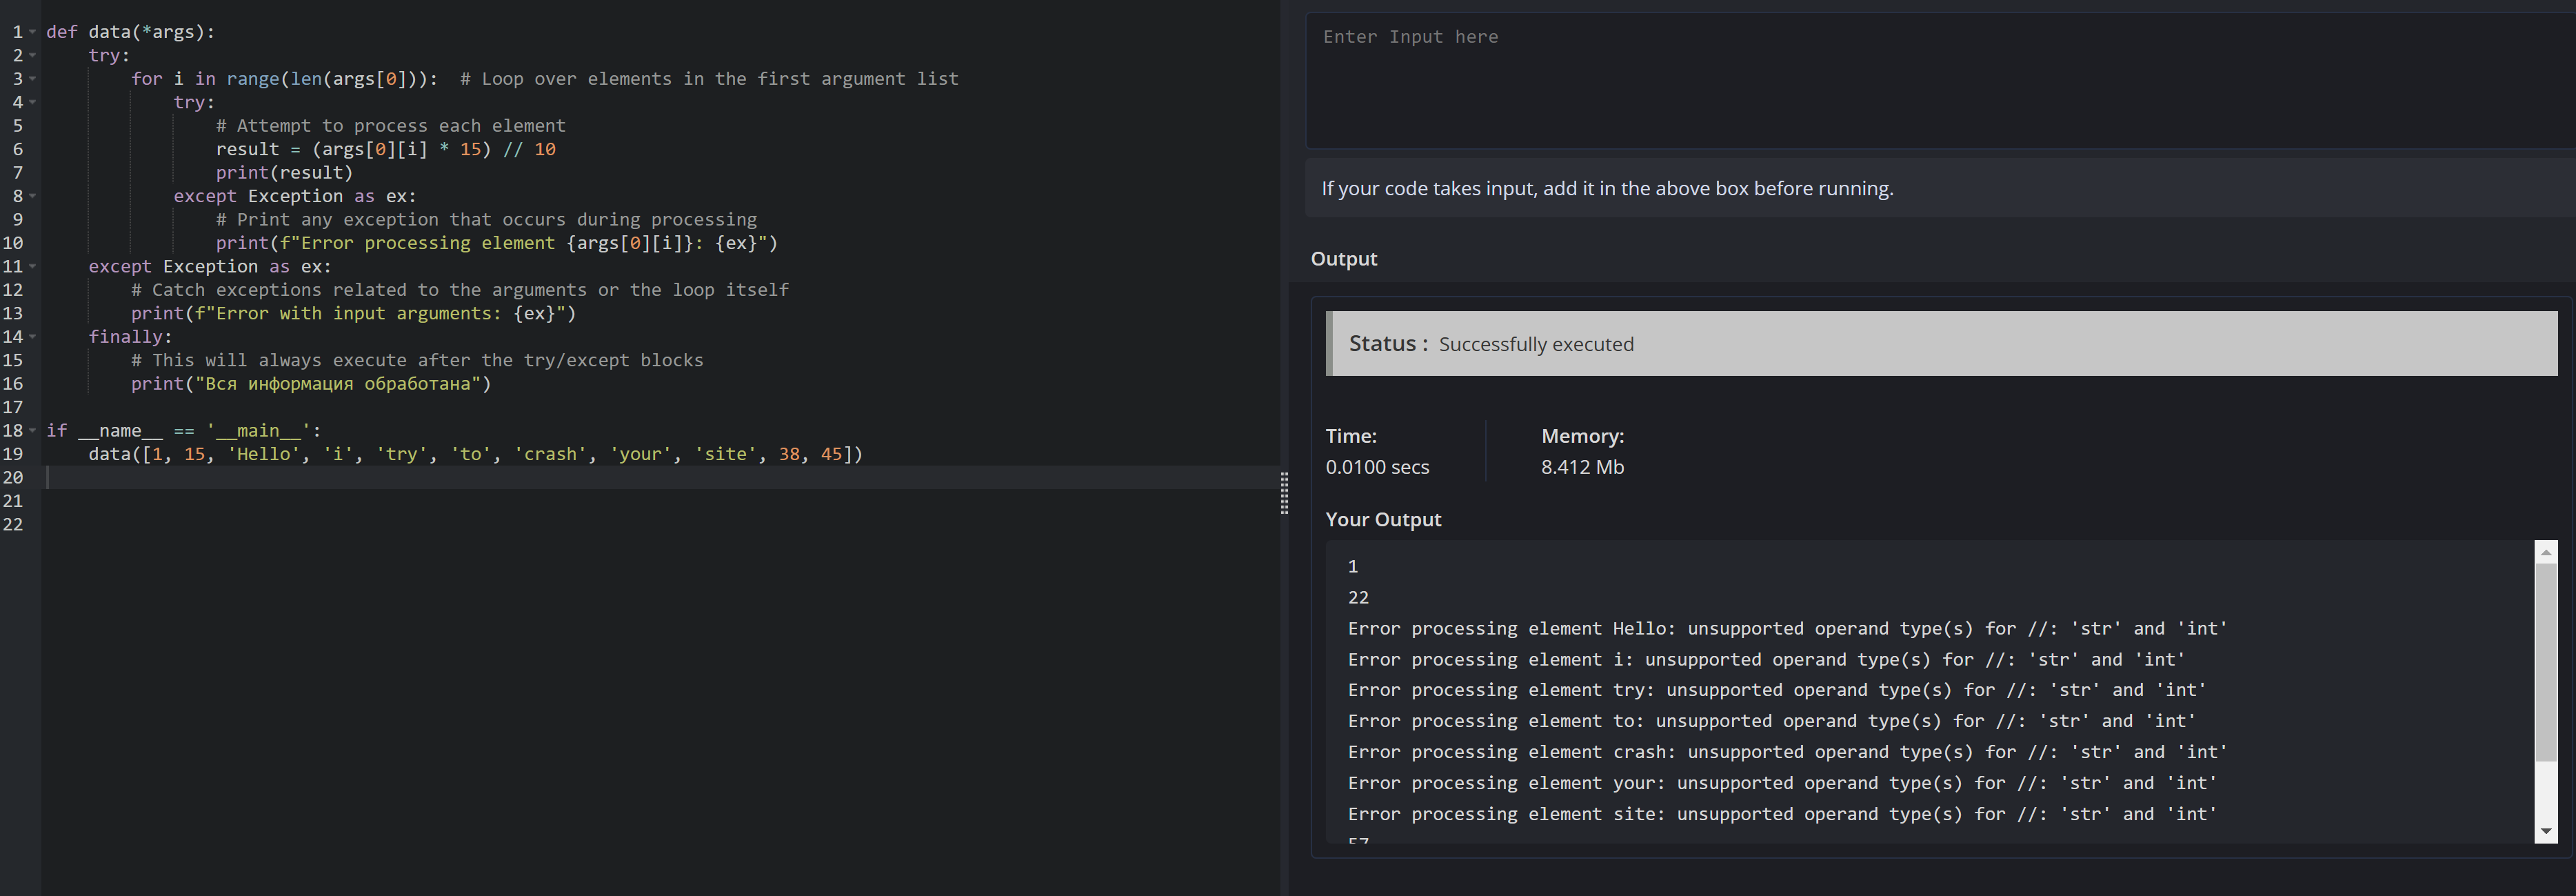 1 def data(*args):
2     try:
3         for i in range(len(args[0])):  # Loop over elements in the first argument list
4             try:
5                 # Attempt to process each element
6                 result = (args[0][i] * 15) // 10
7                 print(result)
8             except Exception as ex:
9                 # Print any exception that occurs during processing
10                 print(f"Error processing element {args[0][i]}: {ex}")
11     except Exception as ex:
12         # Catch exceptions related to the arguments or the loop itself
13         print(f"Error with input arguments: {ex}")
14     finally:
15         # This will always execute after the try/except blocks
16         print("Вся информация обработана")
17
18 if __name__ == '__main__':
19     data([1, 15, 'Hello', 'i', 'try', 'to', 'crash', 'your', 'site', 38, 45])
20
21
22
Enter Input here
If your code takes input, add it in the above box before running.
Output
Status : Successfully executed
Time:
0.0100 secs
Memory:
8.412 Mb
Your Output
1
22
Error processing element Hello: unsupported operand type(s) for //: 'str' and 'int'
Error processing element i: unsupported operand type(s) for //: 'str' and 'int'
Error processing element try: unsupported operand type(s) for //: 'str' and 'int'
Error processing element to: unsupported operand type(s) for //: 'str' and 'int'
Error processing element crash: unsupported operand type(s) for //: 'str' and 'int'
Error processing element your: unsupported operand type(s) for //: 'str' and 'int'
Error processing element site: unsupported operand type(s) for //: 'str' and 'int'
57